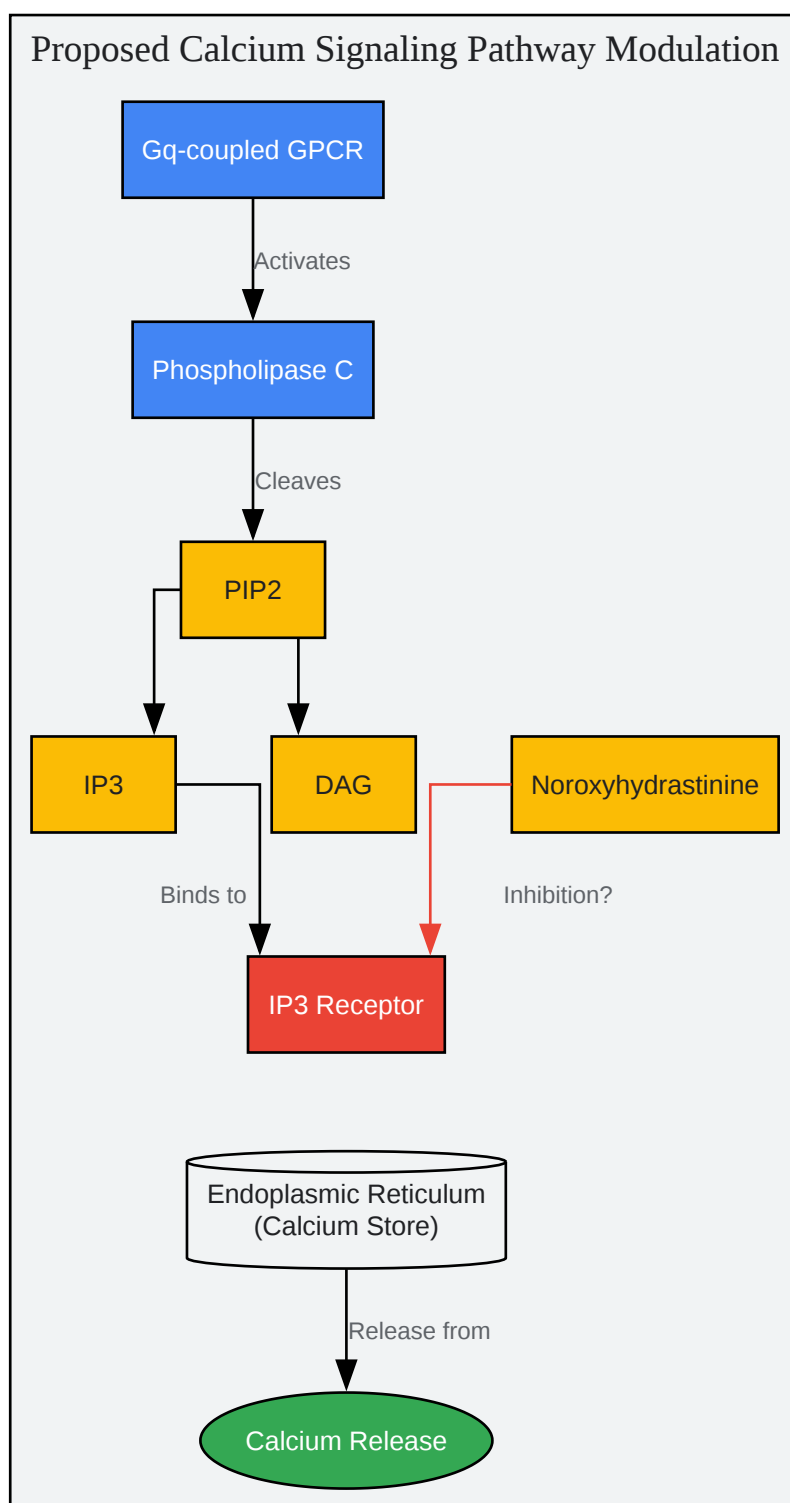 Proposed Calcium Signaling Pathway Modulation
Gq-coupled GPCR
Activates
Phospholipase C
Cleaves
PIP2
IP3
DAG
Noroxyhydrastinine
Binds to
Inhibition?
IP3 Receptor
Endoplasmic Reticulum
(Calcium Store)
Release from
Calcium Release